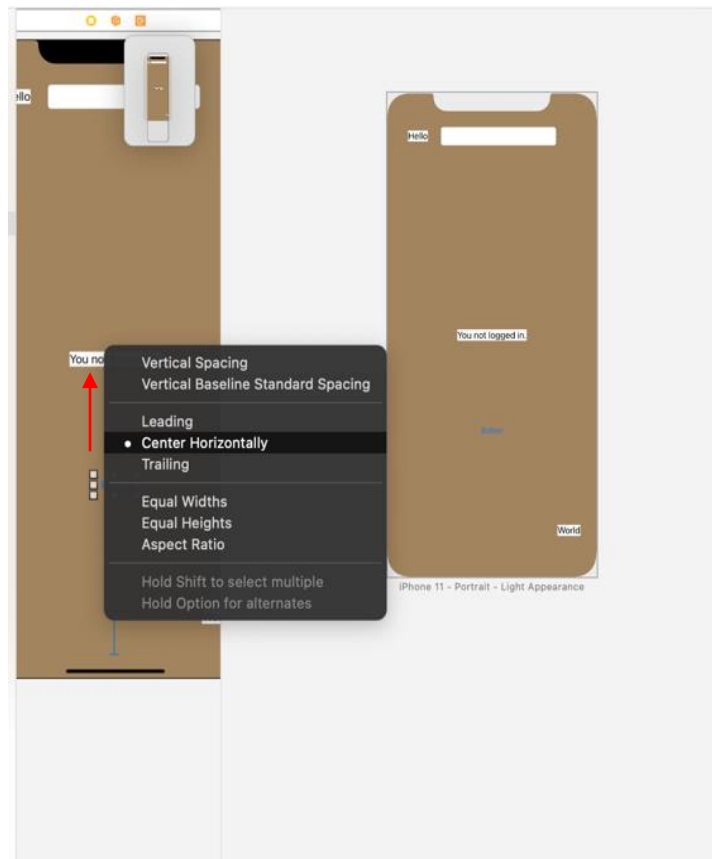 ello
Hello
You not logged in.
You no
Vertical Spacing
Vertical Baseline Standard Spacing
Leading
Center Horizontally
Trailing
Equal Widths
Equal Heights
Aspect Ratio
Hold Shift to select multiple
Hold Option for alternates
World
iPhone 11 - Portrait - Light Appearance